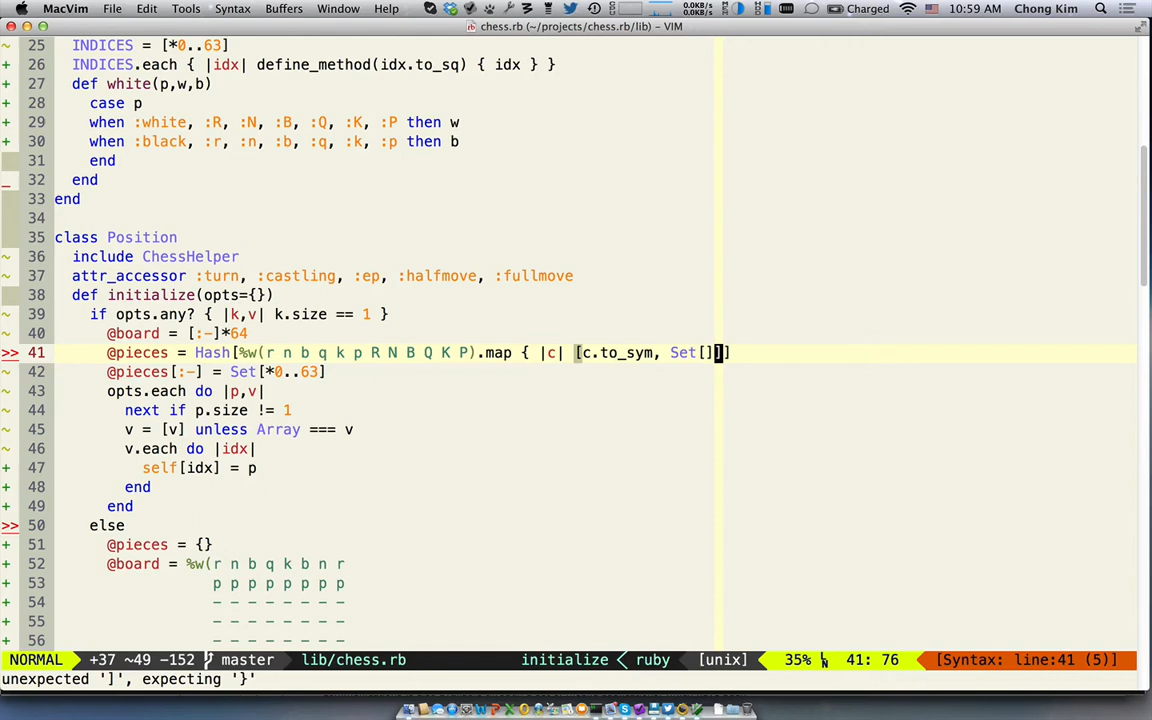 MacVim File Edit Tools Syntax Buffers Window Help 0.0KB/s 0.0KB/s Charged 10:59 AM Chong Kim
chess.rb (~/projects/chess.rb/lib) – VIM
~ 25 INDICES = [*0..63]
+ 26 INDICES.each { |idx| define_method(idx.to_sq) { idx } }
+ 27 def white(p,w,b)
+ 28 case p
+ 29 when :white, :R, :N, :B, :Q, :K, :P then w
+ 30 when :black, :r, :n, :b, :q, :k, :p then b
31 end
_ 32 end
33 end
34
35 class Position
~ 36 include ChessHelper
~ 37 attr_accessor :turn, :castling, :ep, :halfmove, :fullmove
38 def initialize(opts={})
~ 39 if opts.any? { |k,v| k.size == 1 }
~ 40 @board = [:-]*64
>> 41 @pieces = Hash[%w(r n b q k p R N B Q K P).map { |c| [c.to_sym, Set[]]]
~ 42 @pieces[:-] = Set[*0..63]
~ 43 opts.each do |p,v|
~ 44 next if p.size != 1
~ 45 v = [v] unless Array === v
~ 46 v.each do |idx|
+ 47 self[idx] = p
+ 48 end
+ 49 end
>> 50 else
+ 51 @pieces = {}
+ 52 @board = %w(r n b q k b n r
+ 53 p p p p p p p p
+ 54 - - - - - - - -
+ 55 - - - - - - - -
+ 56 - - - - - - - -
NORMAL +37 ~49 -152 master lib/chess.rb initialize < ruby [unix] 35% 41: 76 [Syntax: line:41 (5)]
unexpected ']', expecting '}'